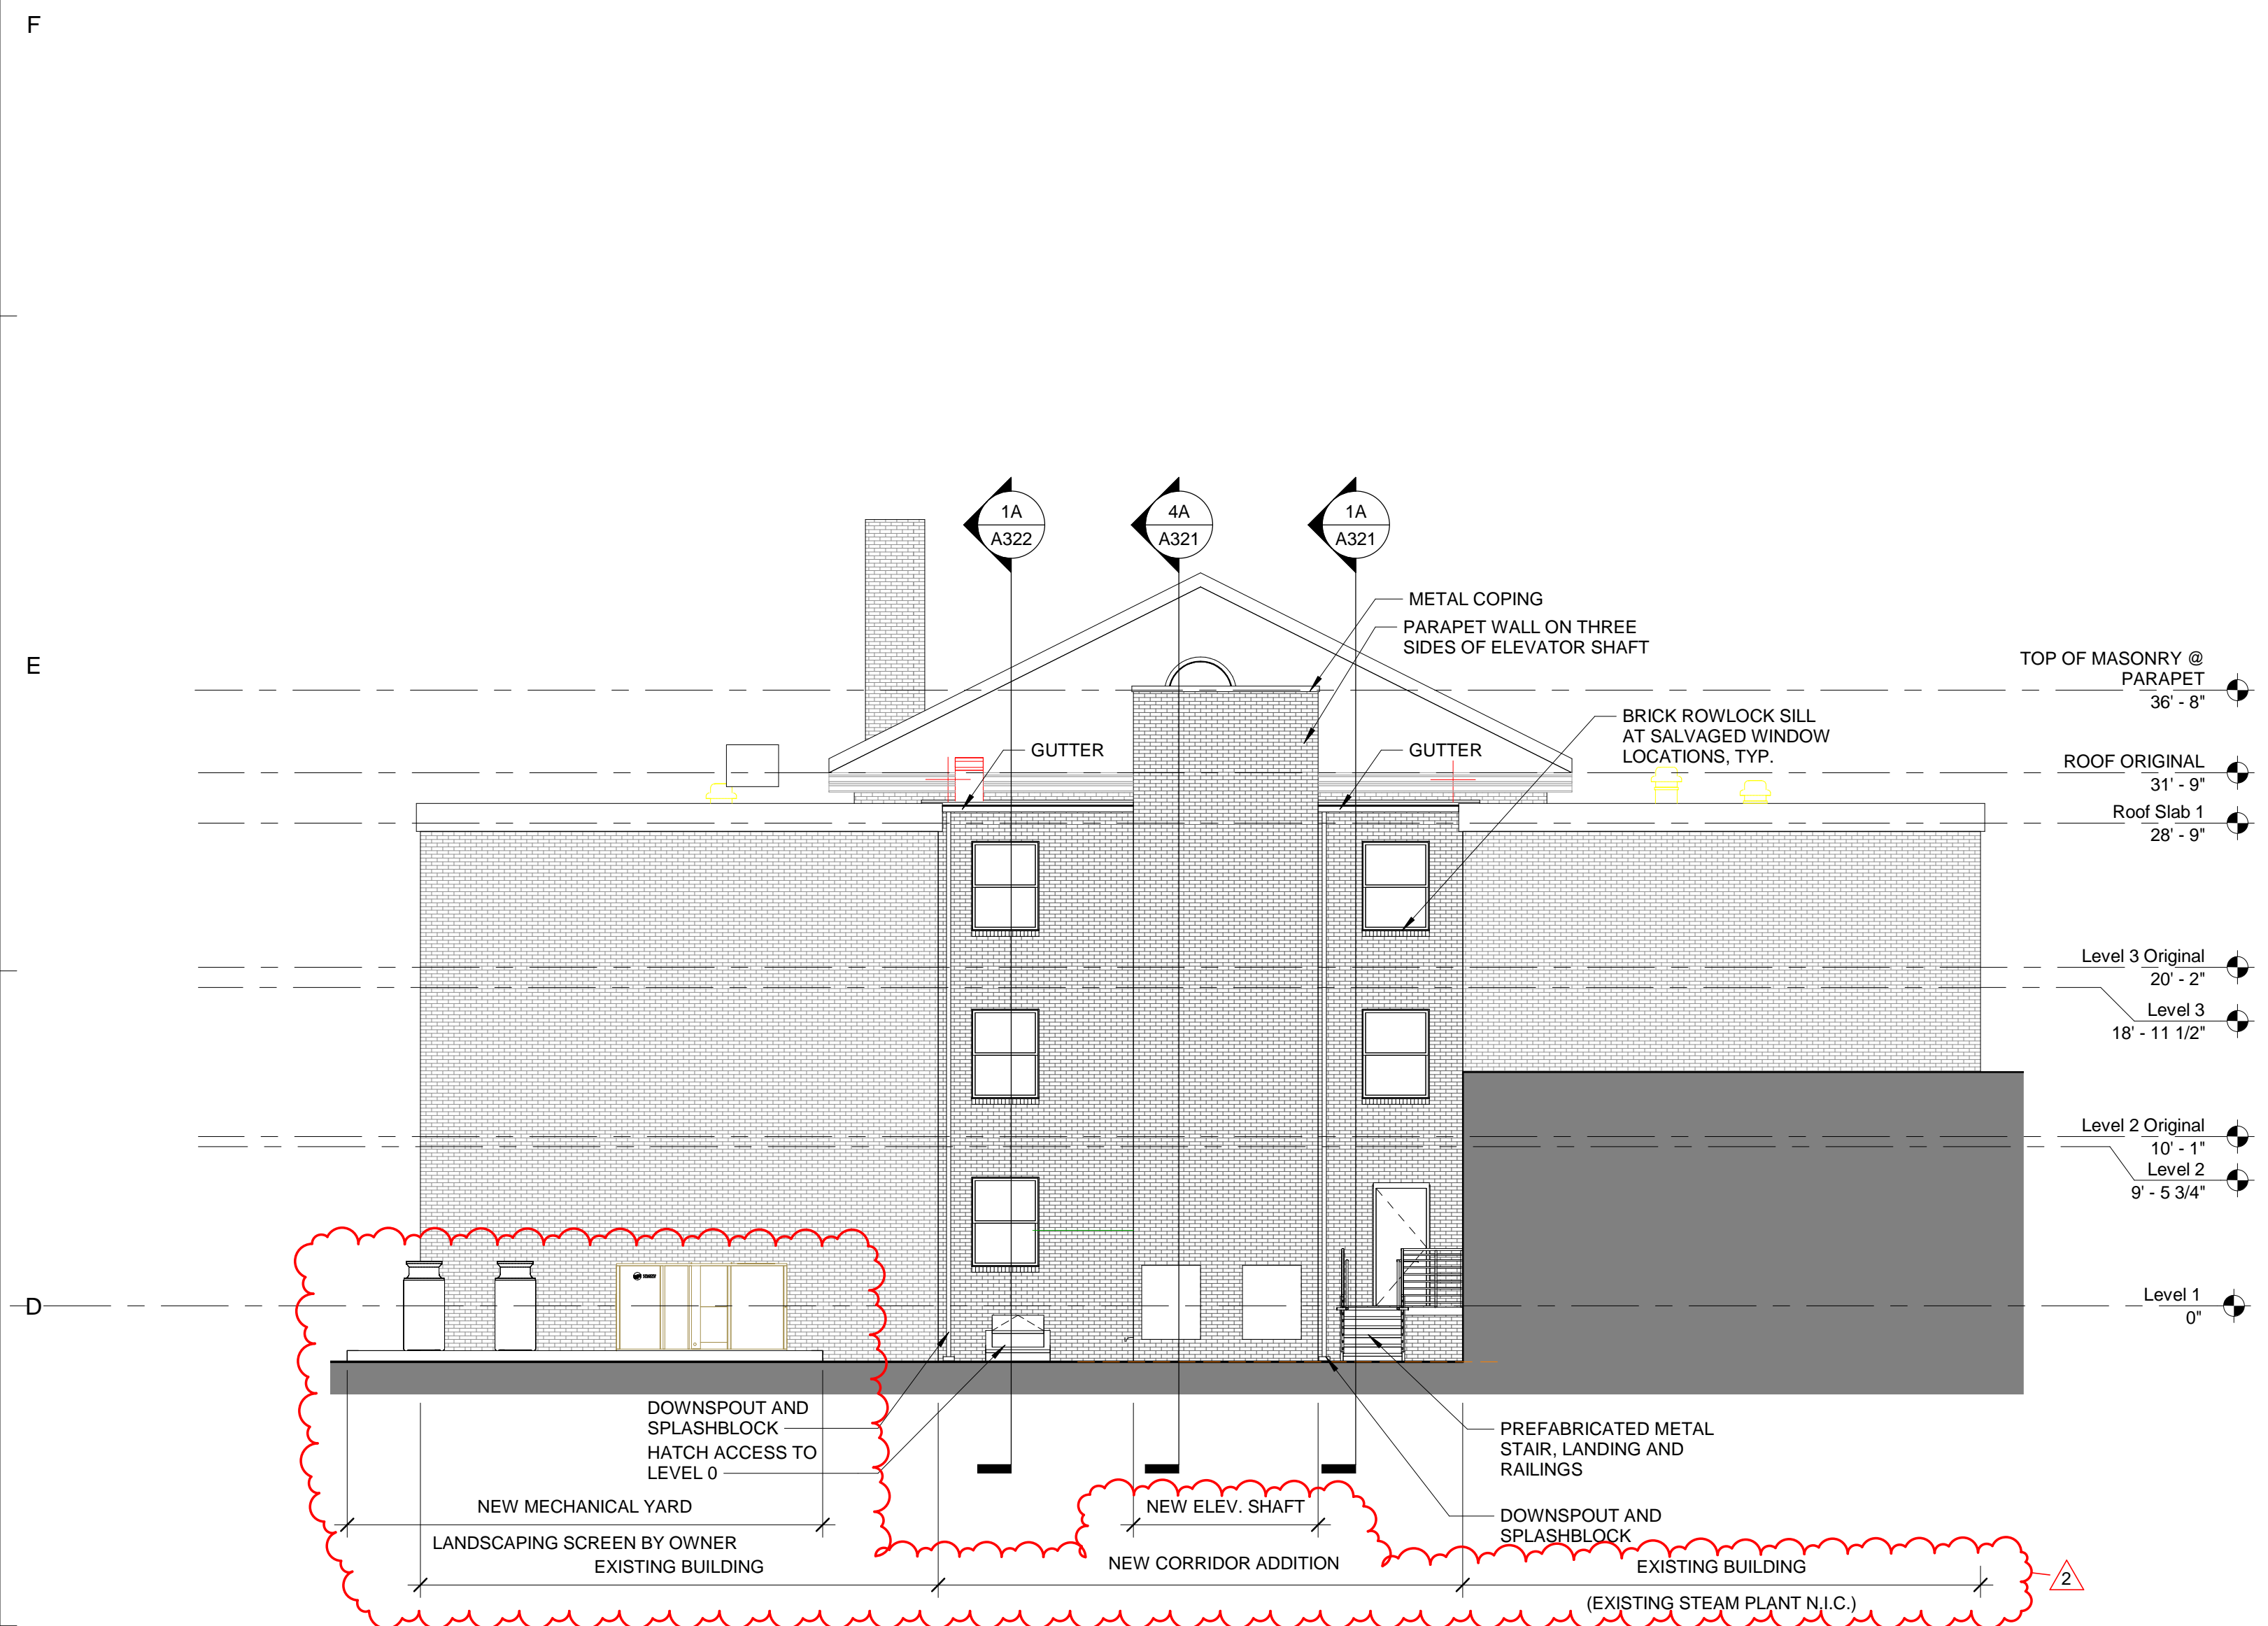 F
1A
A322
4A
A321
1A
A321
METAL COPING
PARAPET WALL ON THREE
SIDES OF ELEVATOR SHAFT
E
TOP OF MASONRY @
PARAPET
36' - 8"
BRICK ROWLOCK SILL
AT SALVAGED WINDOW
LOCATIONS, TYP.
GUTTER
GUTTER
ROOF ORIGINAL
31' - 9"
Roof Slab 1
28' - 9"
Level 3 Original
20' - 2"
Level 3
18' - 11 1/2"
Level 2 Original
10' - 1"
Level 2
9' - 5 3/4"
D
Level 1
0"
DOWNSPOUT AND
SPLASHBLOCK
HATCH ACCESS TO
LEVEL 0
PREFABRICATED METAL
STAIR, LANDING AND
RAILINGS
NEW MECHANICAL YARD
NEW ELEV. SHAFT
DOWNSPOUT AND
SPLASHBLOCK
LANDSCAPING SCREEN BY OWNER
EXISTING BUILDING
NEW CORRIDOR ADDITION
EXISTING BUILDING
2
(EXISTING STEAM PLANT N.I.C.)